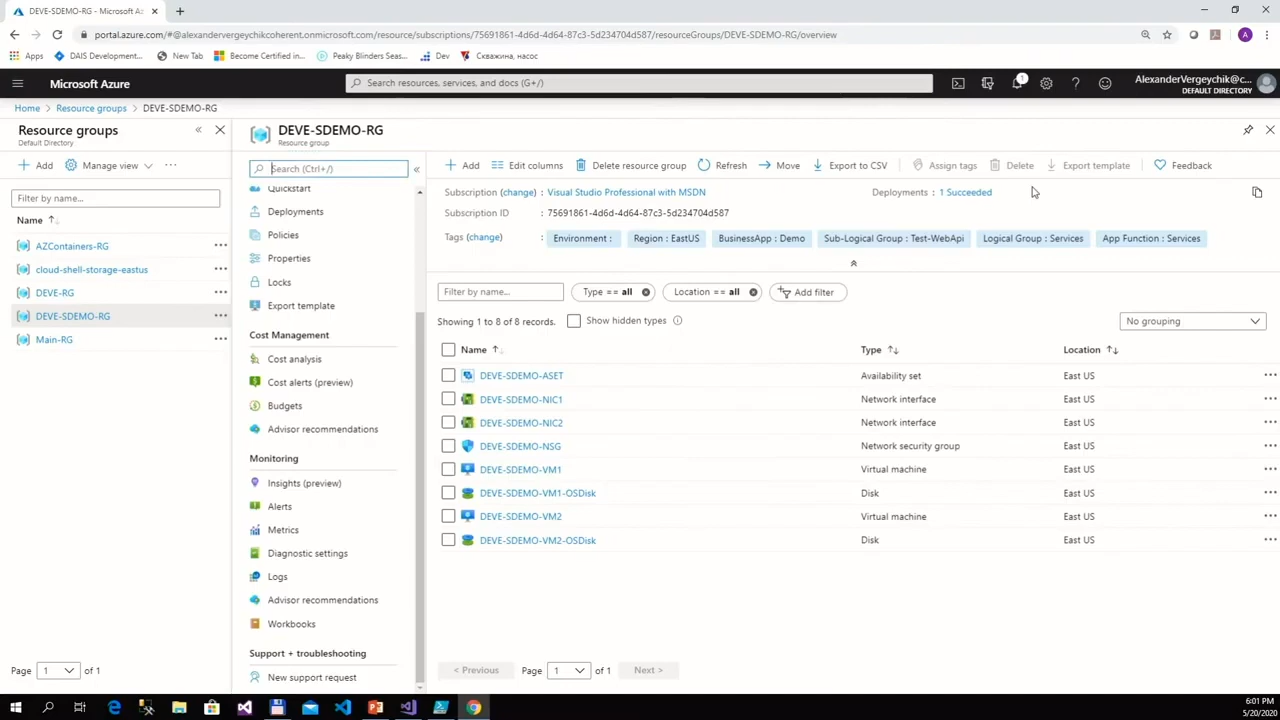 DEVE-SDEMO-RG - Microsoft Az
portal.azure.com/#@alexandervergeychikcoherent.onmicrosoft.com/resource/subscriptions/75691861-4d6d-4d64-87c3-5d234704d587/resourceGroups/DEVE-SDEMO-RG/overview
Apps DAIS Development... New Tab Become Certified in... Peaky Blinders Seas... Dev Скважина, насос
Microsoft Azure Search resources, services, and docs (G+/) 1 AlexanderVergeychik@c... DEFAULT DIRECTORY
Home > Resource groups > DEVE-SDEMO-RG
Resource groups
Default Directory
Add Manage view
Filter by name...
Name
AZContainers-RG
cloud-shell-storage-eastus
DEVE-RG
DEVE-SDEMO-RG
Main-RG
Page 1 of 1
DEVE-SDEMO-RG
Resource group
Search (Ctrl+/)
Quickstart
Deployments
Policies
Properties
Locks
Export template
Cost Management
Cost analysis
Cost alerts (preview)
Budgets
Advisor recommendations
Monitoring
Insights (preview)
Alerts
Metrics
Diagnostic settings
Logs
Advisor recommendations
Workbooks
Support + troubleshooting
New support request
Add Edit columns Delete resource group Refresh Move Export to CSV Assign tags Delete Export template Feedback
Subscription (change) : Visual Studio Professional with MSDN Deployments : 1 Succeeded
Subscription ID : 75691861-4d6d-4d64-87c3-5d234704d587
Tags (change) : Environment : Region : EastUS BusinessApp : Demo Sub-Logical Group : Test-WebApi Logical Group : Services App Function : Services
Filter by name... Type == all Location == all Add filter
Showing 1 to 8 of 8 records. Show hidden types No grouping
Name Type Location
DEVE-SDEMO-ASET Availability set East US
DEVE-SDEMO-NIC1 Network interface East US
DEVE-SDEMO-NIC2 Network interface East US
DEVE-SDEMO-NSG Network security group East US
DEVE-SDEMO-VM1 Virtual machine East US
DEVE-SDEMO-VM1-OSDisk Disk East US
DEVE-SDEMO-VM2 Virtual machine East US
DEVE-SDEMO-VM2-OSDisk Disk East US
< Previous Page 1 of 1 Next >
6:01 PM
5/20/2020